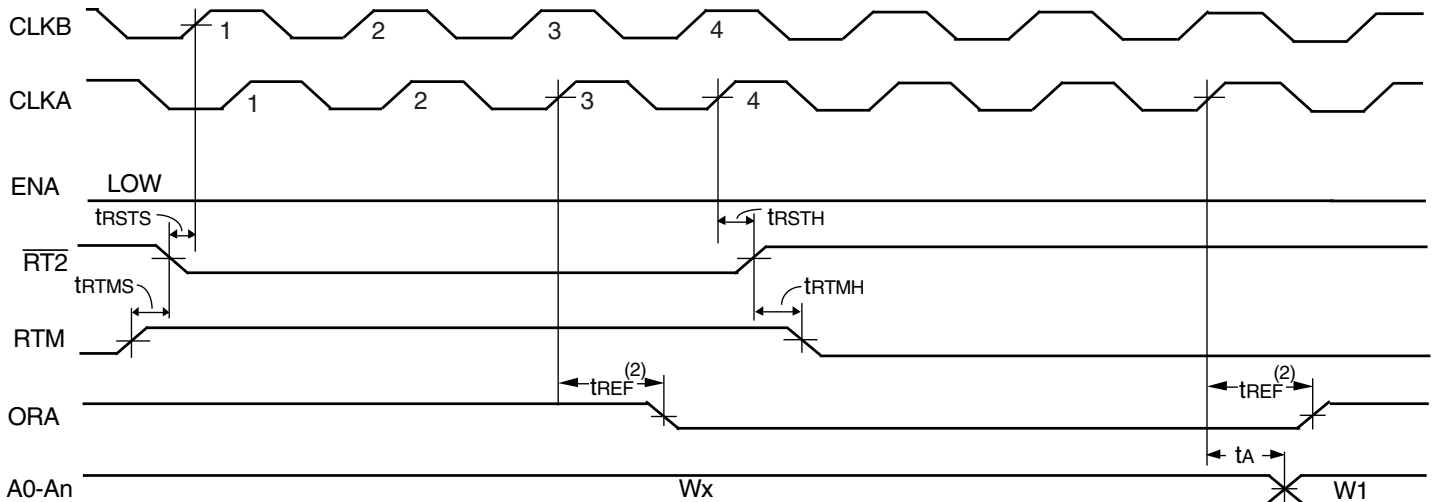 CLKB 1 2 3 4
CLKA 1 2 3 4
ENA LOW
tRSTS tRSTH
RT2
tRTMS tRTMH
RTM
tREF(2) tREF(2)
ORA
tA
A0-An Wx W1